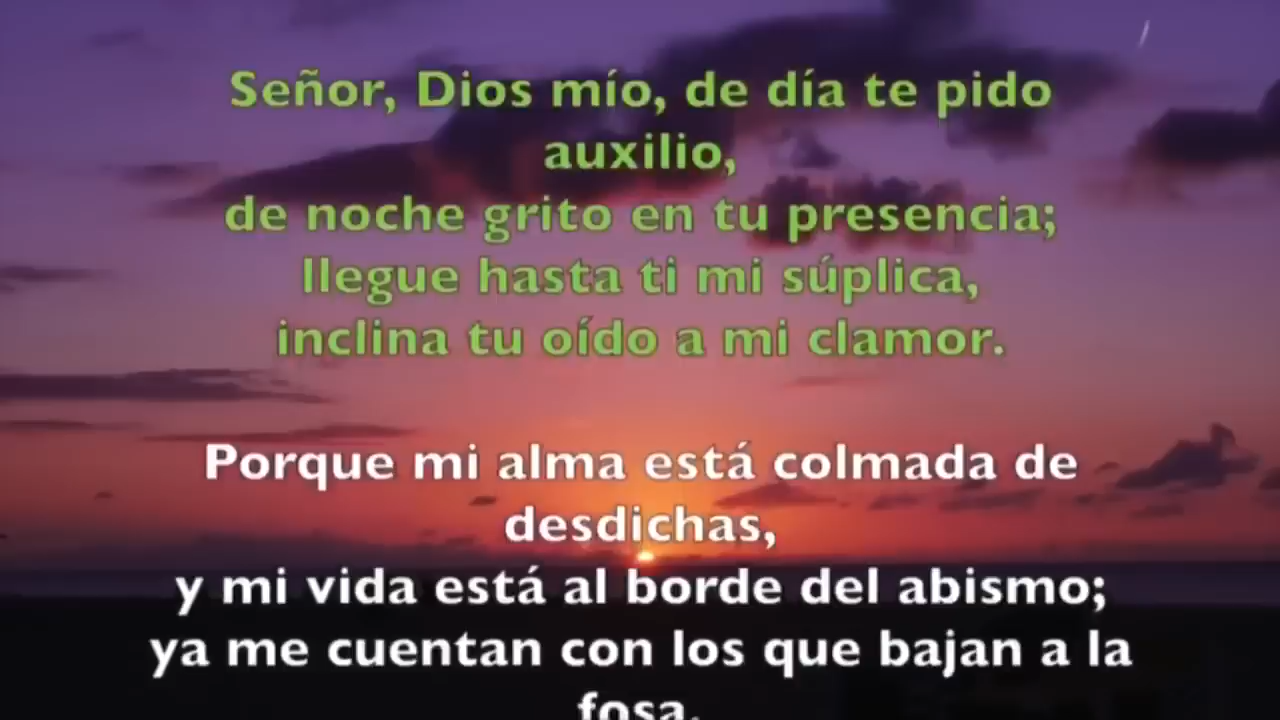 Señor, Dios mío, de día te pido
auxilio,
de noche grito en tu presencia;
llegue hasta ti mi súplica,
inclina tu oído a mi clamor.
Porque mi alma está colmada de
desdichas,
y mi vida está al borde del abismo;
ya me cuentan con los que bajan a la
fosa,